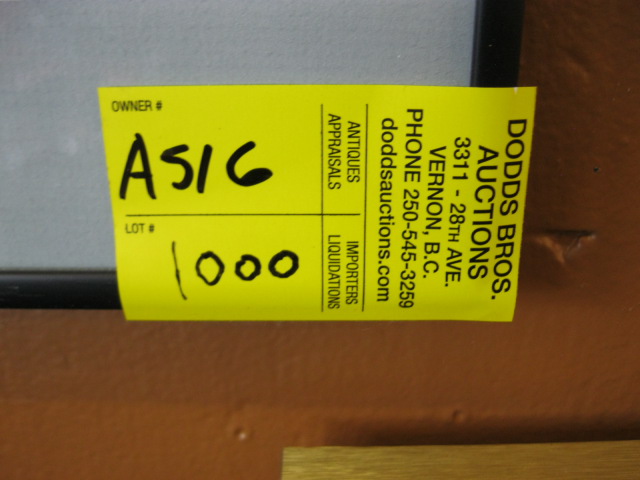 OWNER #
A516
LOT #
1000
ANTIQUES
APPRAISALS
IMPORTERS
LIQUIDATIONS
DODDS BROS.
AUCTIONS
3311 - 28TH AVE.
VERNON, B.C.
PHONE 250-545-3259
doddsauctions.com